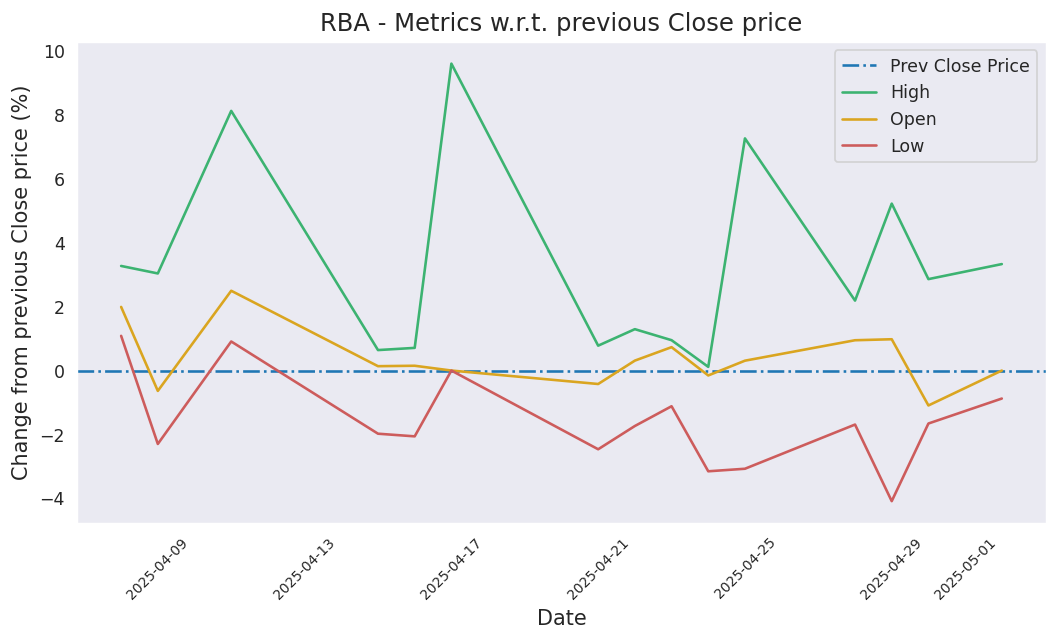 RBA - Metrics w.r.t. previous Close price
Change from previous Close price (%)
10
8
6
4
2
0
−2
−4
Prev Close Price
High
Open
Low
2025-04-09
2025-04-13
2025-04-17
2025-04-21
2025-04-25
2025-04-29
2025-05-01
Date